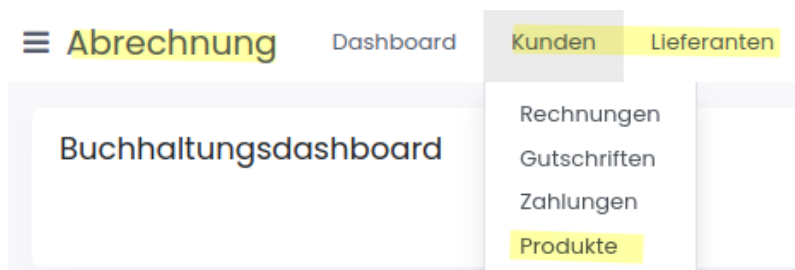 Abrechnung Dashboard Kunden Lieferanten
Rechnungen
Buchhaltungsdashboard
Gutschriften
Zahlungen
Produkte